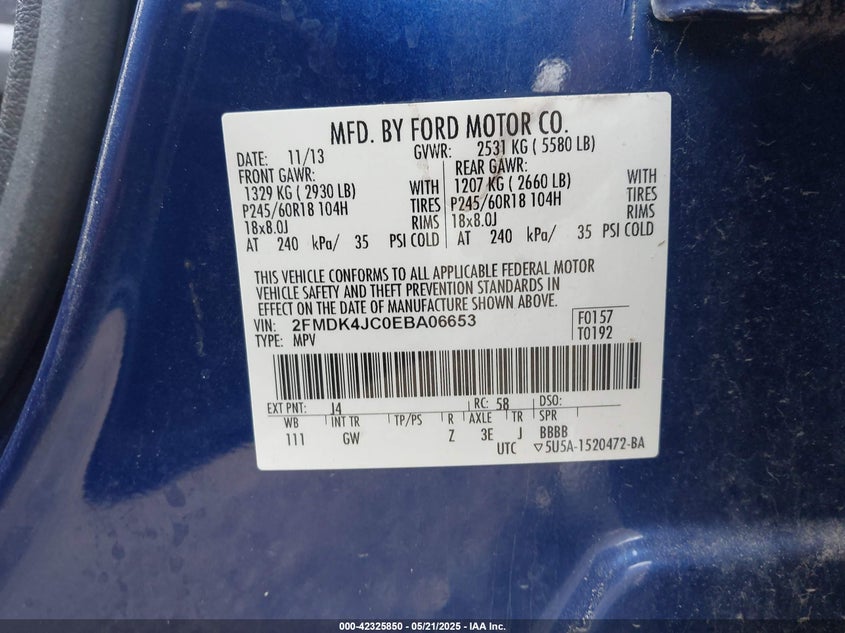 MFD. BY FORD MOTOR CO.
DATE: 11/13 GVWR: 2531 KG ( 5580 LB)
FRONT GAWR: REAR GAWR:
1329 KG ( 2930 LB) WITH 1207 KG ( 2660 LB) WITH
P245/60R18 104H TIRES P245/60R18 104H TIRES
18x8.0J RIMS 18x8.0J RIMS
AT 240 kPa/ 35 PSI COLD AT 240 kPa/ 35 PSI COLD
THIS VEHICLE CONFORMS TO ALL APPLICABLE FEDERAL MOTOR
VEHICLE SAFETY AND THEFT PREVENTION STANDARDS IN
EFFECT ON THE DATE OF MANUFACTURE SHOWN ABOVE.
VIN: 2FMDK4JC0EBA06653 F0157
TYPE: MPV T0192
EXT PNT: J4 RC: 58 DSO:
WB INT TR TP/PS R AXLE TR SPR
111 GW Z 3E J BBBB
UTC ▽5U5A-1520472-BA
000-42325850 - 05/21/2025 - IAA Inc.